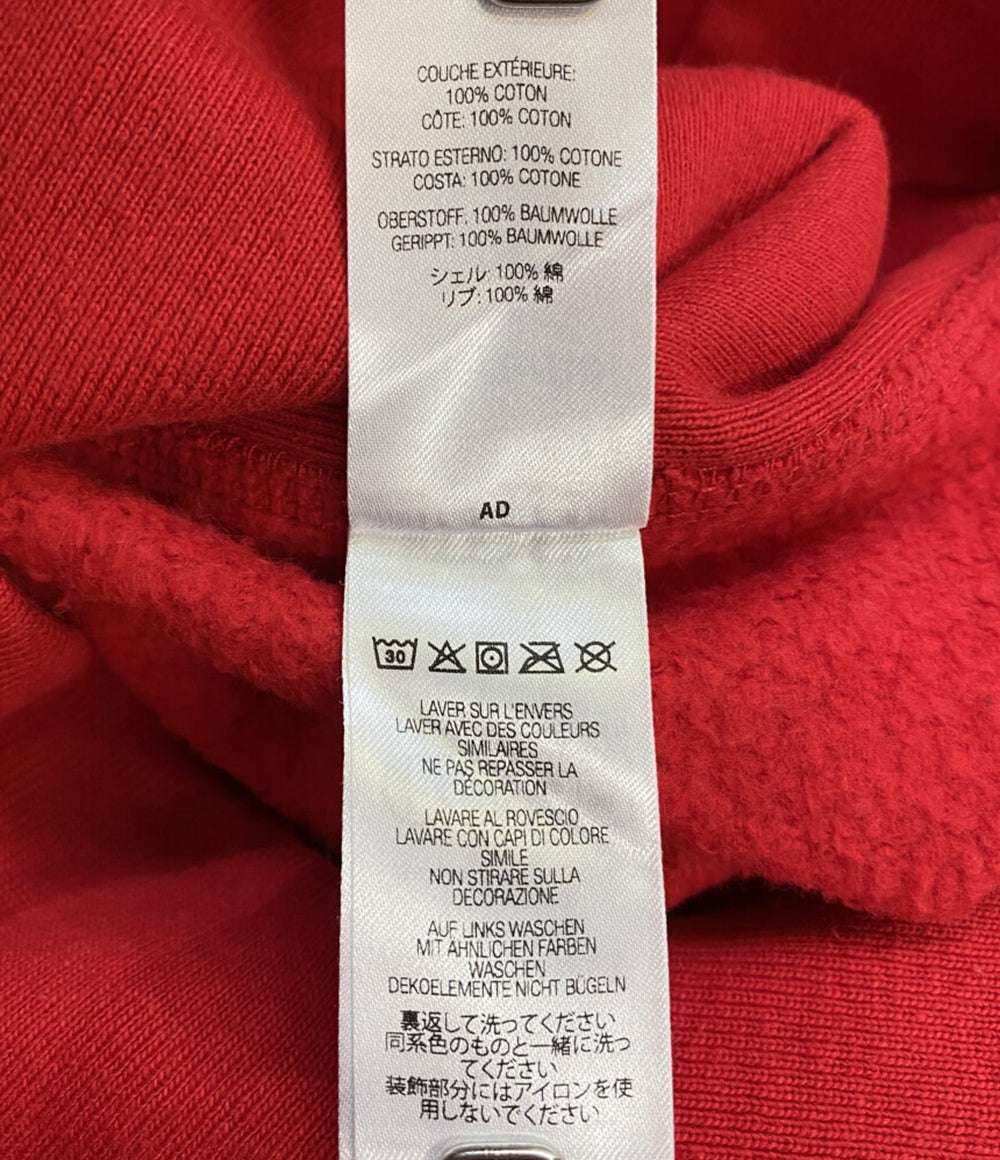 COUCHE EXTÉRIEURE:
100% COTON
CÔTE: 100% COTON
STRATO ESTERNO: 100% COTONE
COSTA: 100% COTONE
OBERSTOFF: 100% BAUMWOLLE
GERIPPT: 100% BAUMWOLLE
シェル: 100% 綿
リブ: 100% 綿
AD
30
LAVER SUR L'ENVERS
LAVER AVEC DES COULEURS
SIMILAIRES
NE PAS REPASSER LA
DÉCORATION
LAVARE AL ROVESCIO
LAVARE CON CAPI DI COLORE
SIMILE
NON STIRARE SULLA
DECORAZIONE
AUF LINKS WASCHEN
MIT ÄHNLICHEN FARBEN
WASCHEN
DEKOELEMENTE NICHT BÜGELN
裏返して洗ってください
同系色のものと一緒に洗っ
てください
装飾部分にはアイロンを使
用しないでください